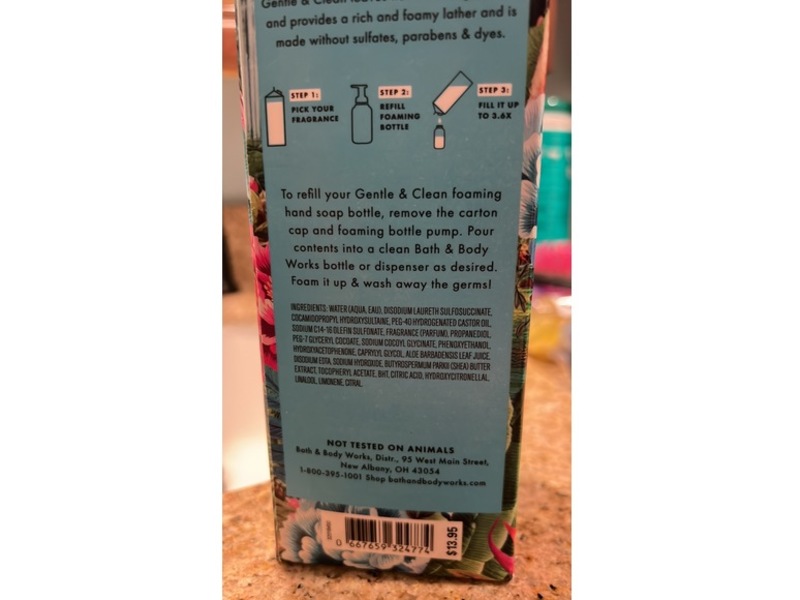 Gentle & Clean
and provides a rich and foamy lather and is
made without sulfates, parabens & dyes.
STEP 1:
PICK YOUR
FRAGRANCE
STEP 2:
REFILL
FOAMING
BOTTLE
STEP 3:
FILL IT UP
TO 3.6X
To refill your Gentle & Clean foaming
hand soap bottle, remove the carton
cap and foaming bottle pump. Pour
contents into a clean Bath & Body
Works bottle or dispenser as desired.
Foam it up & wash away the germs!
INGREDIENTS: WATER (AQUA, EAU), DISODIUM LAURETH SULFOSUCCINATE,
COCAMIDOPROPYL HYDROXYSULTAINE, PEG-40 HYDROGENATED CASTOR OIL,
SODIUM C14-16 OLEFIN SULFONATE, FRAGRANCE (PARFUM), PROPANEDIOL,
PEG-7 GLYCERYL COCOATE, SODIUM COCOYL GLYCINATE, PHENOXYETHANOL,
HYDROXYACETOPHENONE, CAPRYLYL GLYCOL, ALOE BARBADENSIS LEAF JUICE,
DISODIUM EDTA, SODIUM HYDROXIDE, BUTYROSPERMUM PARKII (SHEA) BUTTER
EXTRACT, TOCOPHERYL ACETATE, BHT, CITRIC ACID, HYDROXYCITRONELLAL,
LINALOOL, LIMONENE, CITRAL
NOT TESTED ON ANIMALS
Bath & Body Works, Distr., 95 West Main Street,
New Albany, OH 43054
1-800-395-1001 Shop bathandbodyworks.com
0 667659 324774
$13.95